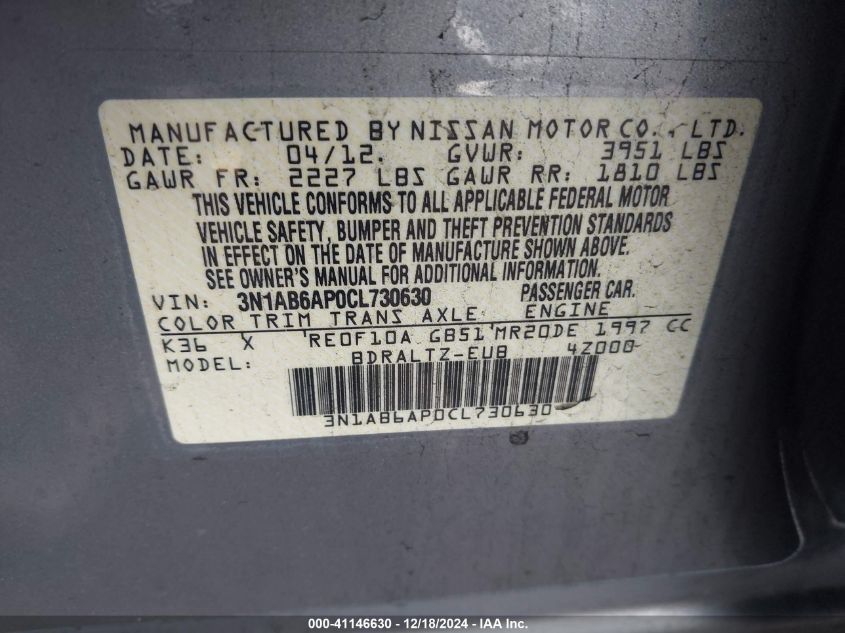 MANUFACTURED BY NISSAN MOTOR CO., LTD.
DATE: 04/12. GVWR: 3951 LBS
GAWR FR: 2227 LBS GAWR RR: 1810 LBS
THIS VEHICLE CONFORMS TO ALL APPLICABLE FEDERAL MOTOR
VEHICLE SAFETY, BUMPER AND THEFT PREVENTION STANDARDS
IN EFFECT ON THE DATE OF MANUFACTURE SHOWN ABOVE.
SEE OWNER'S MANUAL FOR ADDITIONAL INFORMATION.
VIN: 3N1AB6AP0CL730630 PASSENGER CAR.
COLOR TRIM TRANS AXLE ENGINE
K36 X RE0F10A GB51 MR20DE 1997 CC
MODEL: BDRALTZ-EUB 4Z000
3N1AB6AP0CL730630
000-41146630 - 12/18/2024 - IAA Inc.